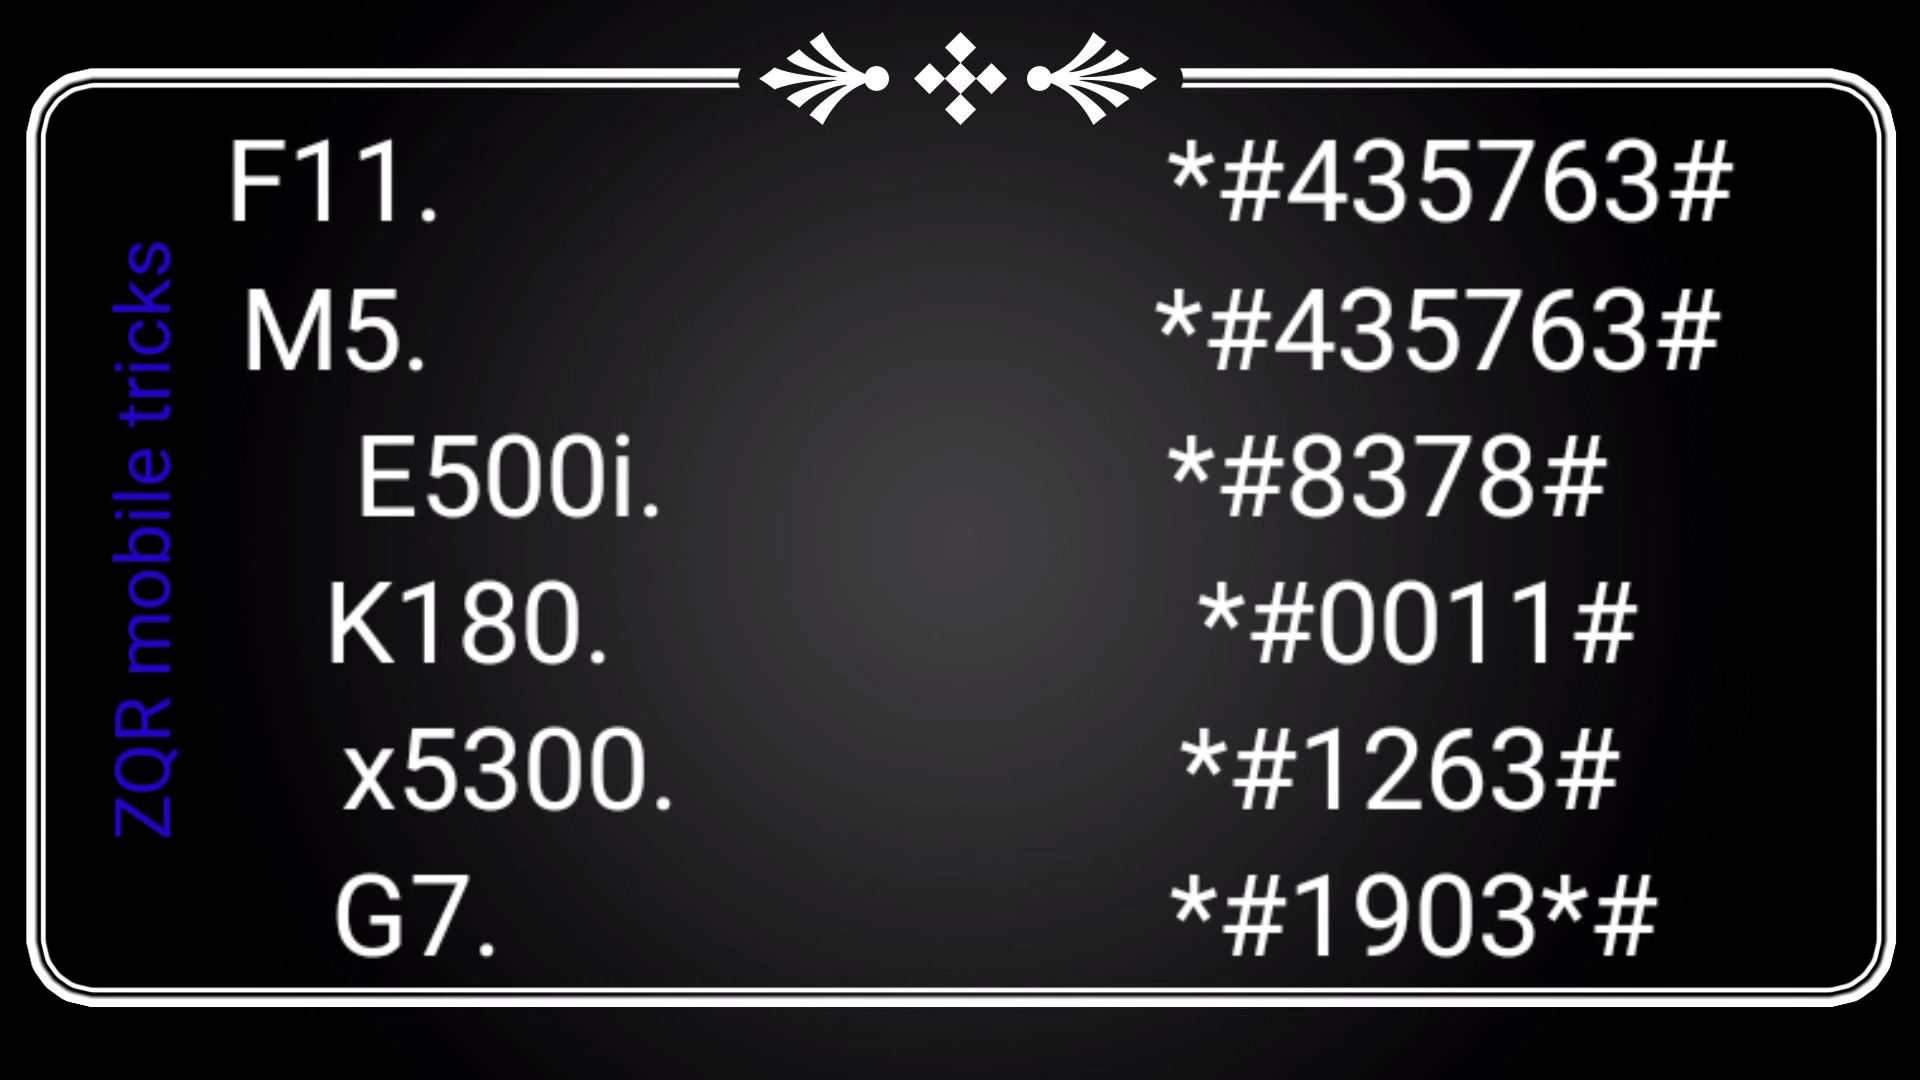 F11. *#435763#
M5. *#435763#
E500i. *#8378#
K180. *#0011#
x5300. *#1263#
G7. *#1903*#
ZQR mobile tricks